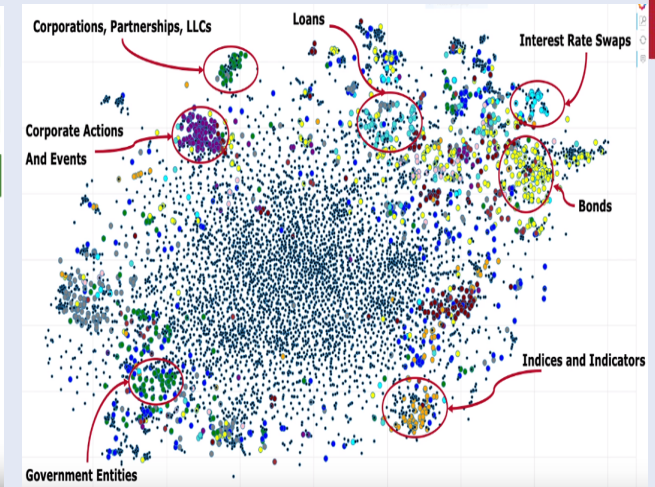 Corporations, Partnerships, LLCs
Loans
Interest Rate Swaps
Corporate Actions
And Events
Bonds
Indices and Indicators
Government Entities